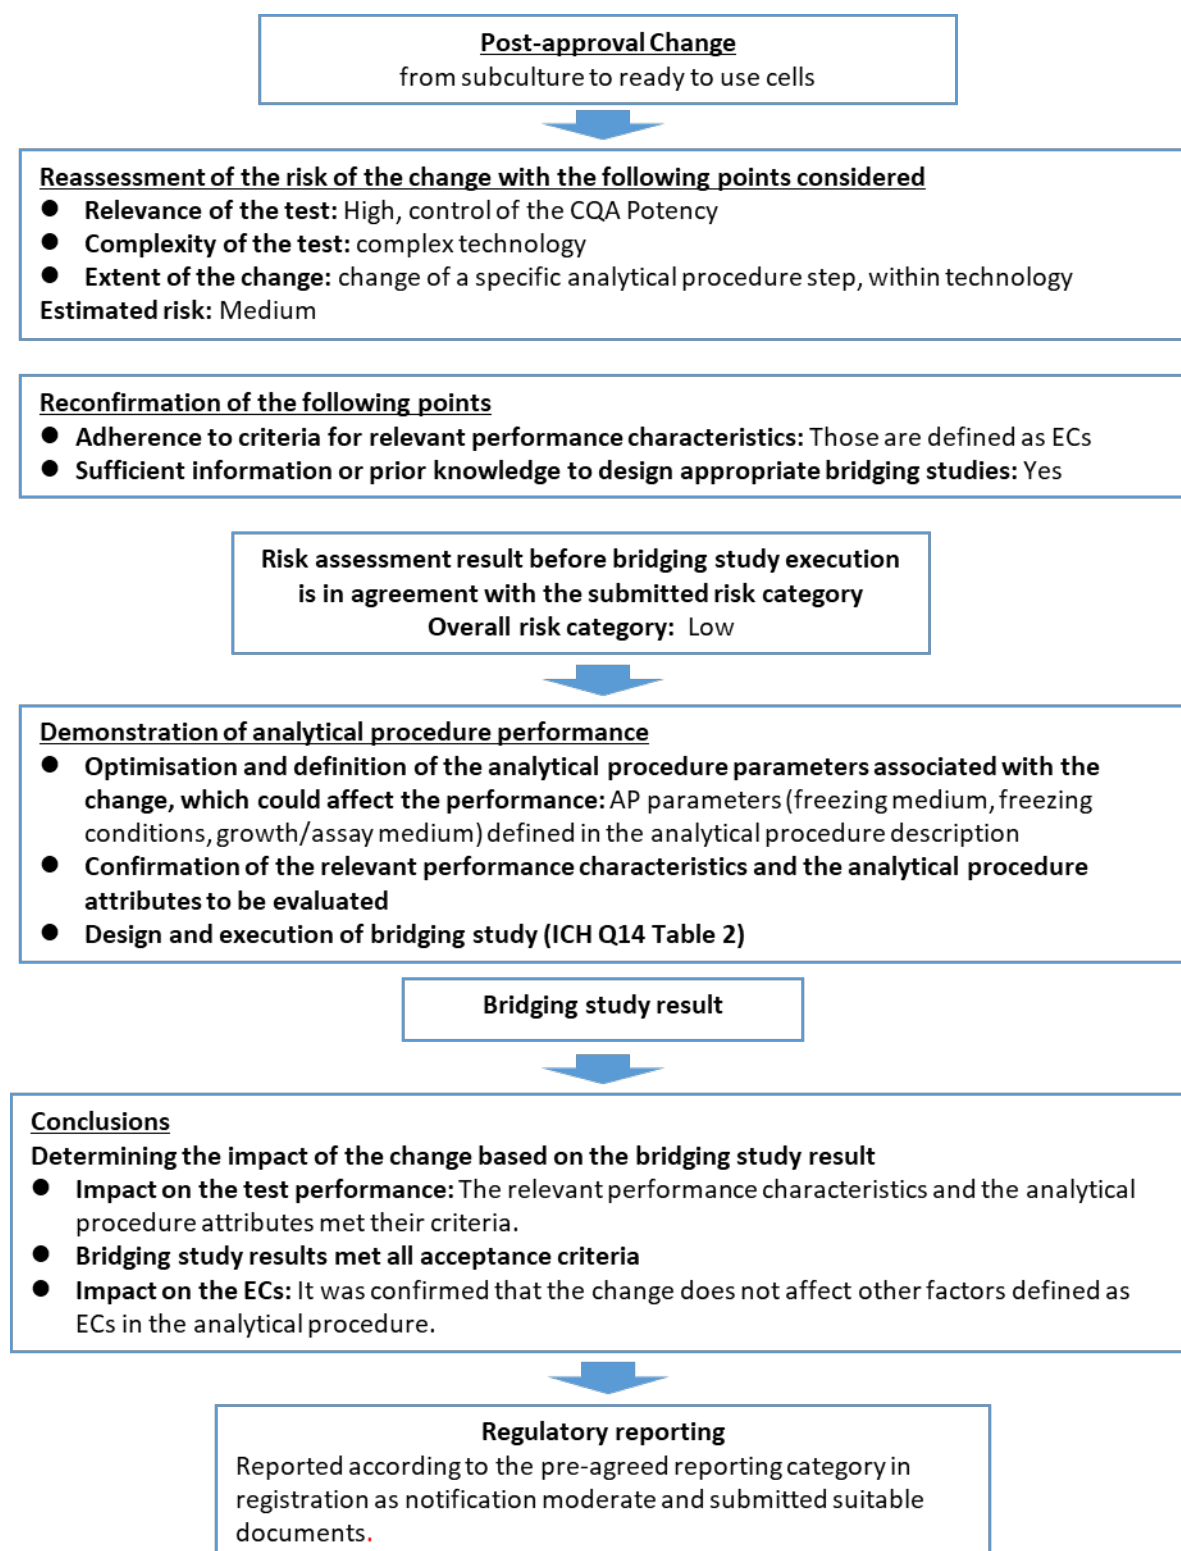 Post-approval Change
from subculture to ready to use cells
Reassessment of the risk of the change with the following points considered
● Relevance of the test: High, control of the CQA Potency
● Complexity of the test: complex technology
● Extent of the change: change of a specific analytical procedure step, within technology
Estimated risk: Medium
Reconfirmation of the following points
● Adherence to criteria for relevant performance characteristics: Those are defined as ECs
● Sufficient information or prior knowledge to design appropriate bridging studies: Yes
Risk assessment result before bridging study execution
is in agreement with the submitted risk category
Overall risk category: Low
Demonstration of analytical procedure performance
● Optimisation and definition of the analytical procedure parameters associated with the
change, which could affect the performance: AP parameters (freezing medium, freezing
conditions, growth/assay medium) defined in the analytical procedure description
● Confirmation of the relevant performance characteristics and the analytical procedure
attributes to be evaluated
● Design and execution of bridging study (ICH Q14 Table 2)
Bridging study result
Conclusions
Determining the impact of the change based on the bridging study result
● Impact on the test performance: The relevant performance characteristics and the analytical
procedure attributes met their criteria.
● Bridging study results met all acceptance criteria
● Impact on the ECs: It was confirmed that the change does not affect other factors defined as
ECs in the analytical procedure.
Regulatory reporting
Reported according to the pre-agreed reporting category in
registration as notification moderate and submitted suitable
documents.